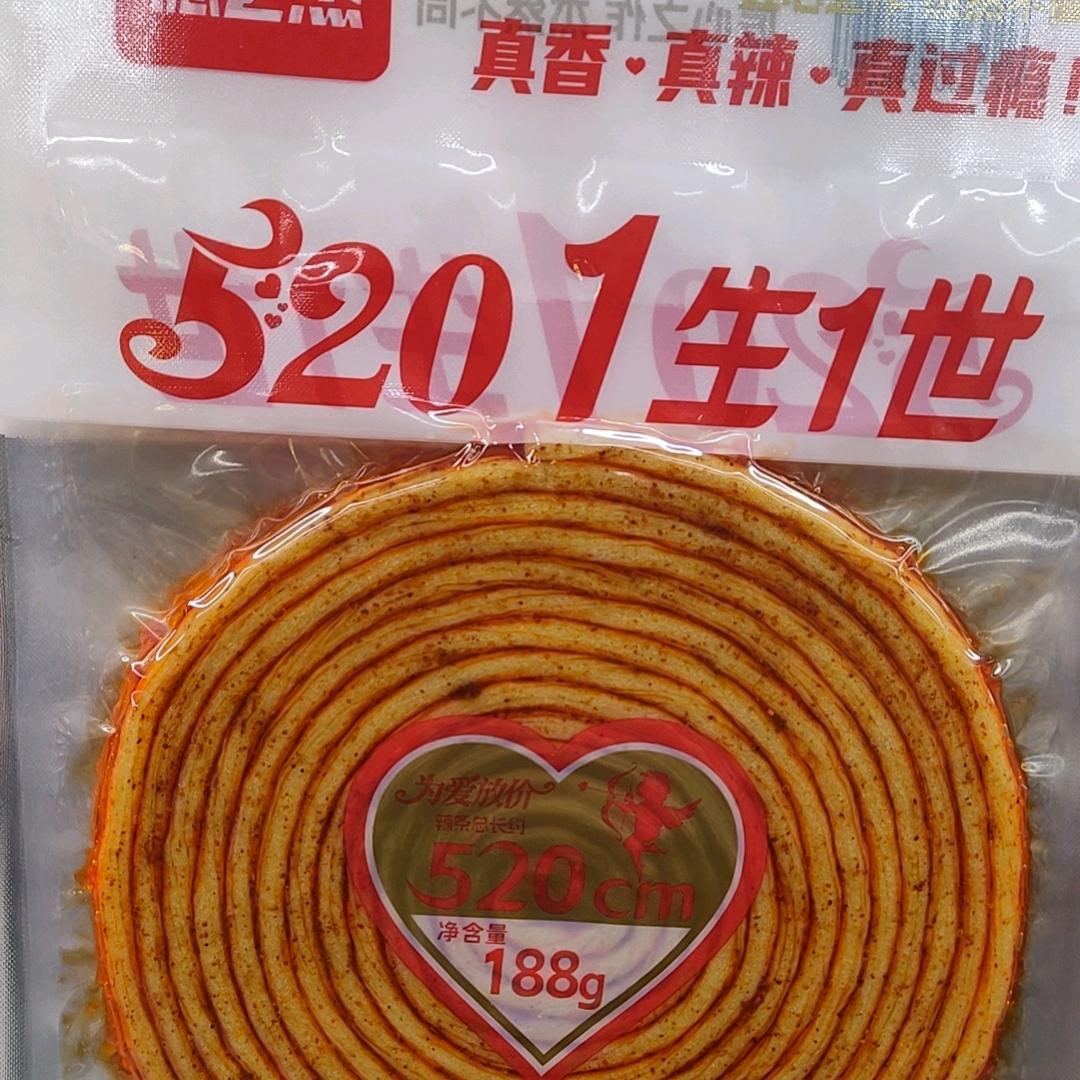 真香·真辣·真过瘾!
5201生1世
为爱放价
辣条总长约
520cm
净含量
188g